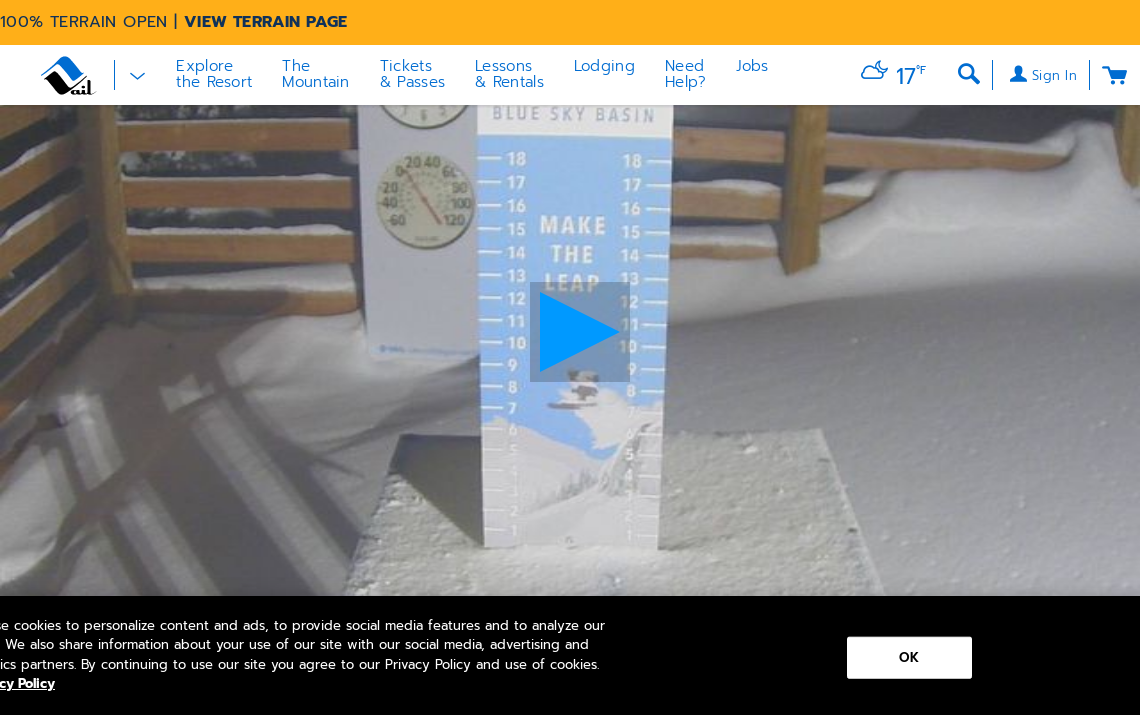 100% TERRAIN OPEN | VIEW TERRAIN PAGE
ail
Explore
the Resort
The
Mountain
Tickets
& Passes
Lessons
& Rentals
Lodging
Need
Help?
Jobs
17°F
Sign In
BLUE SKY BASIN
20 40
0 60
20 80
40 100
60 120
18 18
17 17
16 16
15 15
14 14
13 13
12 12
11 11
10 10
9 9
8 8
7 7
6 6
5 5
4 4
3 3
2 2
1 1
MAKE
THE
LEAP
e cookies to personalize content and ads, to provide social media features and to analyze our
We also share information about your use of our site with our social media, advertising and
ics partners. By continuing to use our site you agree to our Privacy Policy and use of cookies.
cy Policy
OK